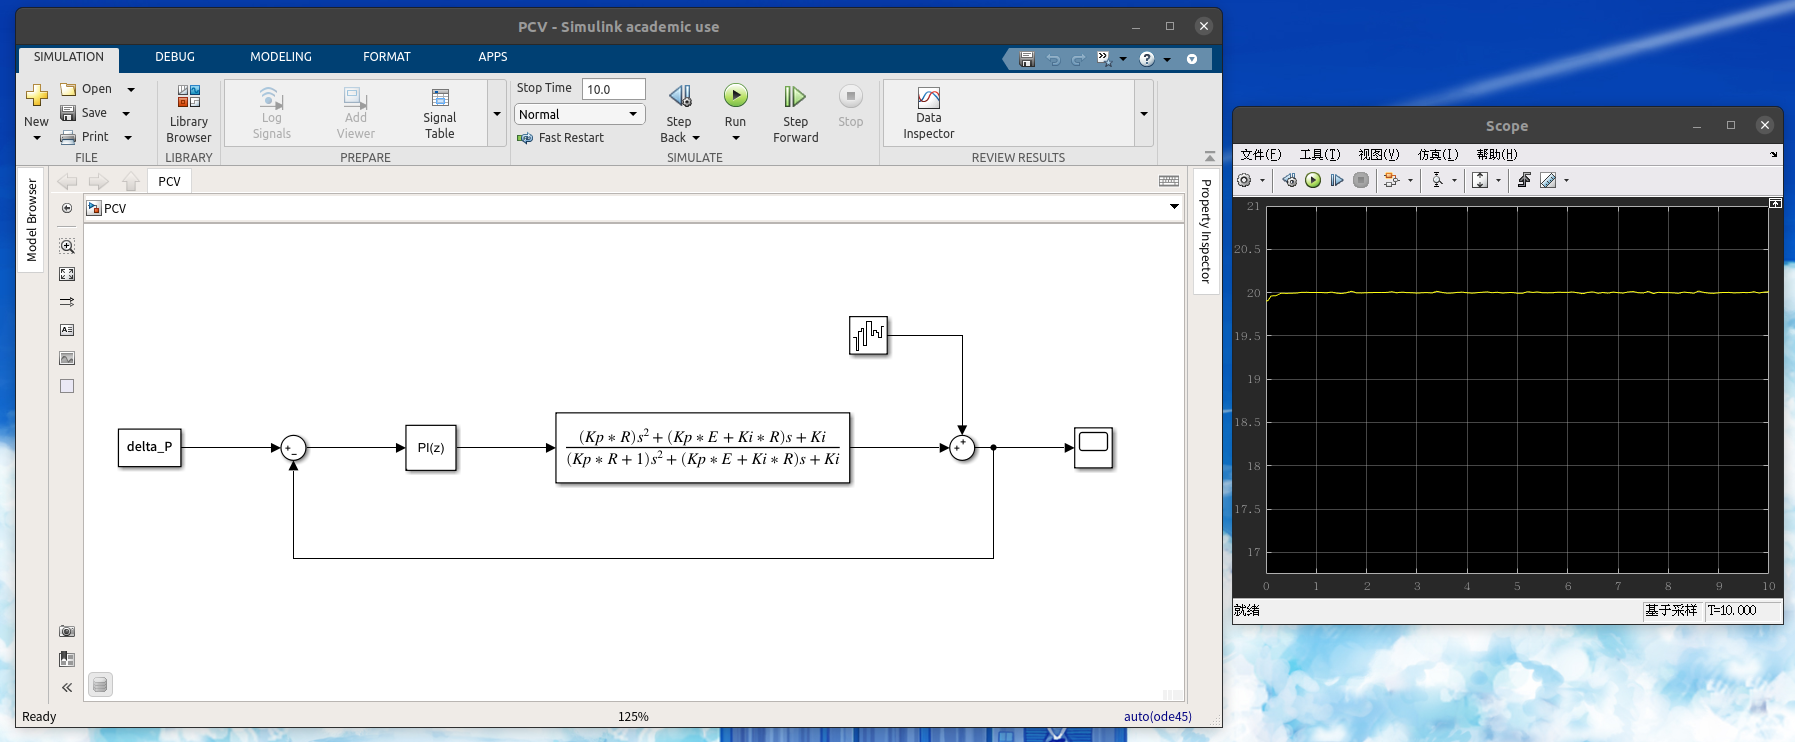 PCV - Simulink academic use
SIMULATION DEBUG MODELING FORMAT APPS
New
Open
Save
Print
FILE
Library Browser
LIBRARY
Log Signals
Add Viewer
Signal Table
PREPARE
Stop Time 10.0
Normal
Fast Restart
Step Back
Run
Step Forward
Stop
SIMULATE
Data Inspector
REVIEW RESULTS
Model Browser
PCV
PCV
Property Inspector
delta_P
PI(z)
(Kp * R)s² + (Kp * E + Ki * R)s + Ki
(Kp * R + 1)s² + (Kp * E + Ki * R)s + Ki
Ready 125% auto(ode45)
Scope
文件(F) 工具(T) 视图(V) 仿真(L) 帮助(H)
21
20.5
20
19.5
19
18.5
18
17.5
17
0 1 2 3 4 5 6 7 8 9 10
就绪 基于采样 T=10.000